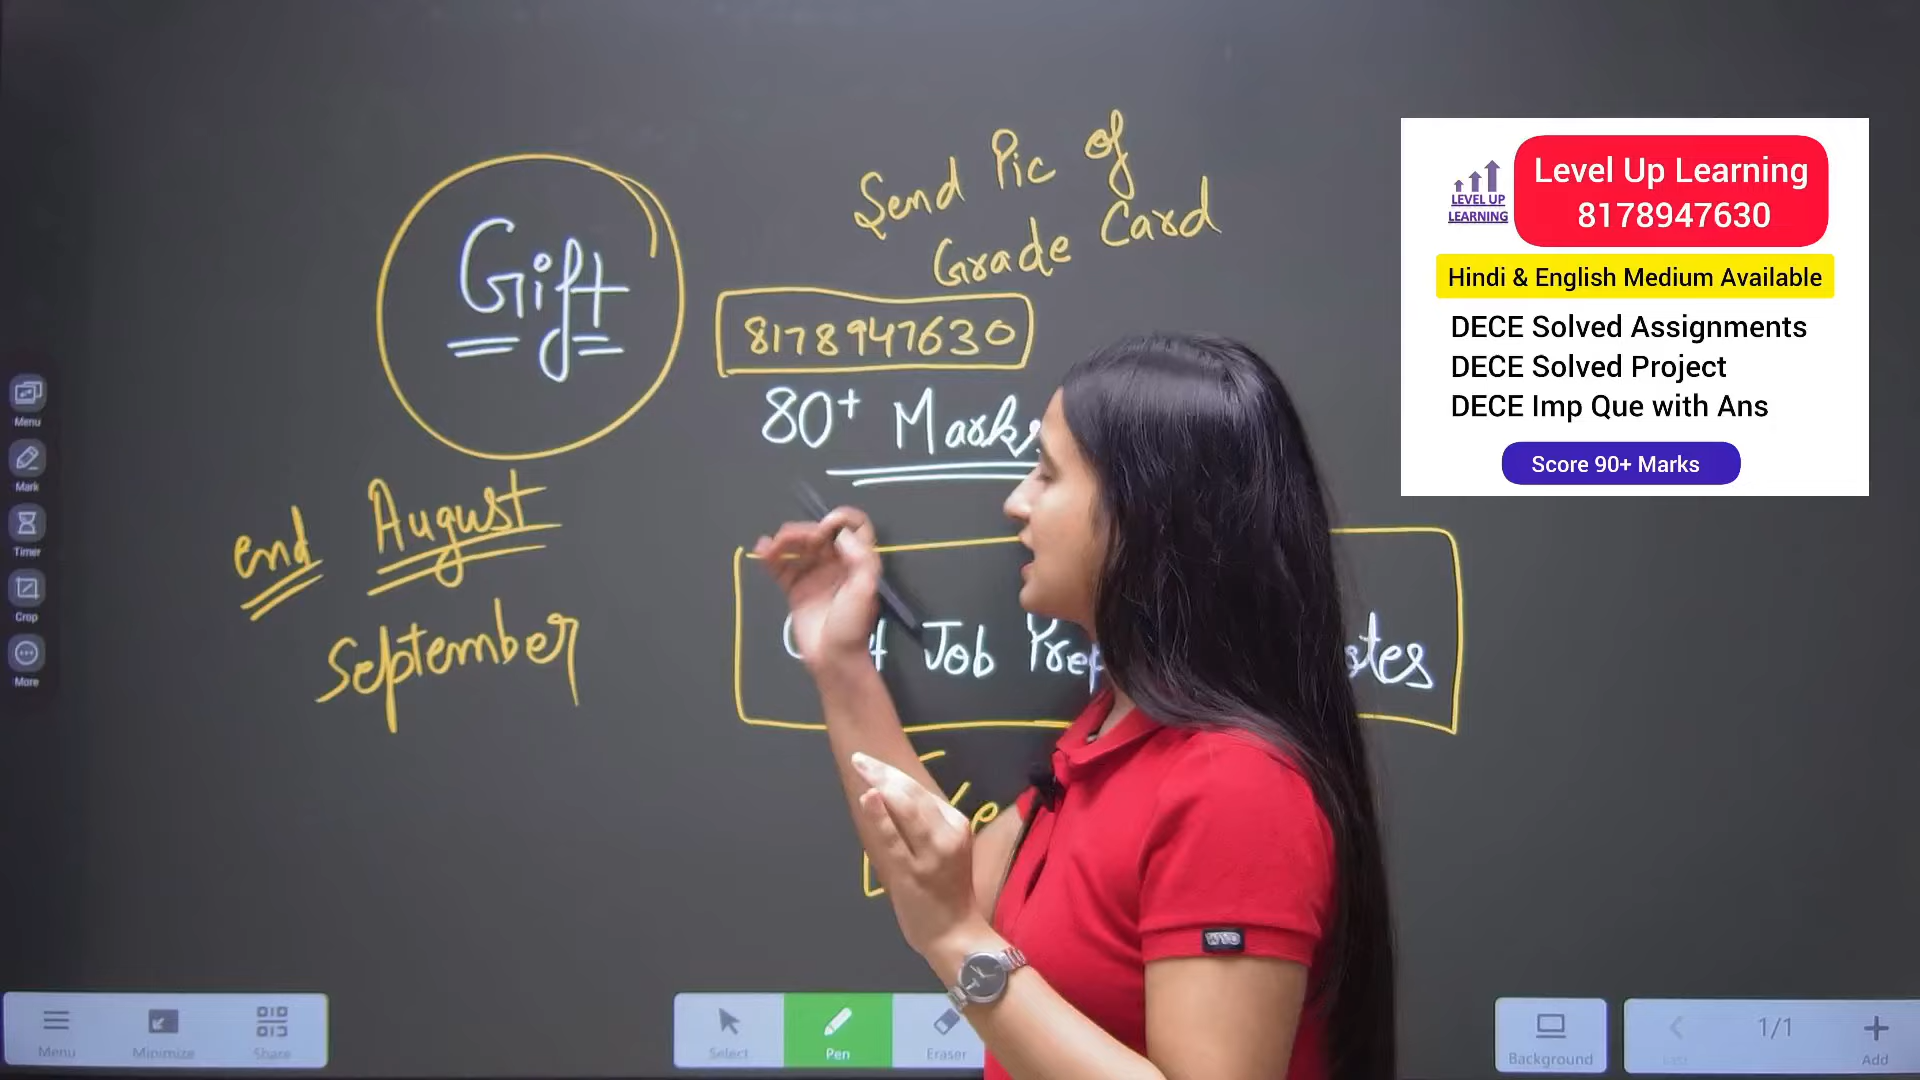 Send Pic of
Grade Card
Gift
8178947630
80+ Marks
end August
September
Job
Level Up Learning
8178947630
LEVEL UP
LEARNING
Hindi & English Medium Available
DECE Solved Assignments
DECE Solved Project
DECE Imp Que with Ans
Score 90+ Marks
Menu
Mark
Timer
Crop
More
WYO
Menu
Minimize
Share
Select
Pen
Eraser
Background
1/1
Add